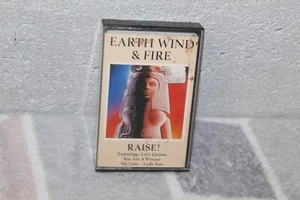 EARTH WIND
& FIRE
RAISE!
Featuring: Let's Groove
You Are A Winner
My Love · Lady Sun